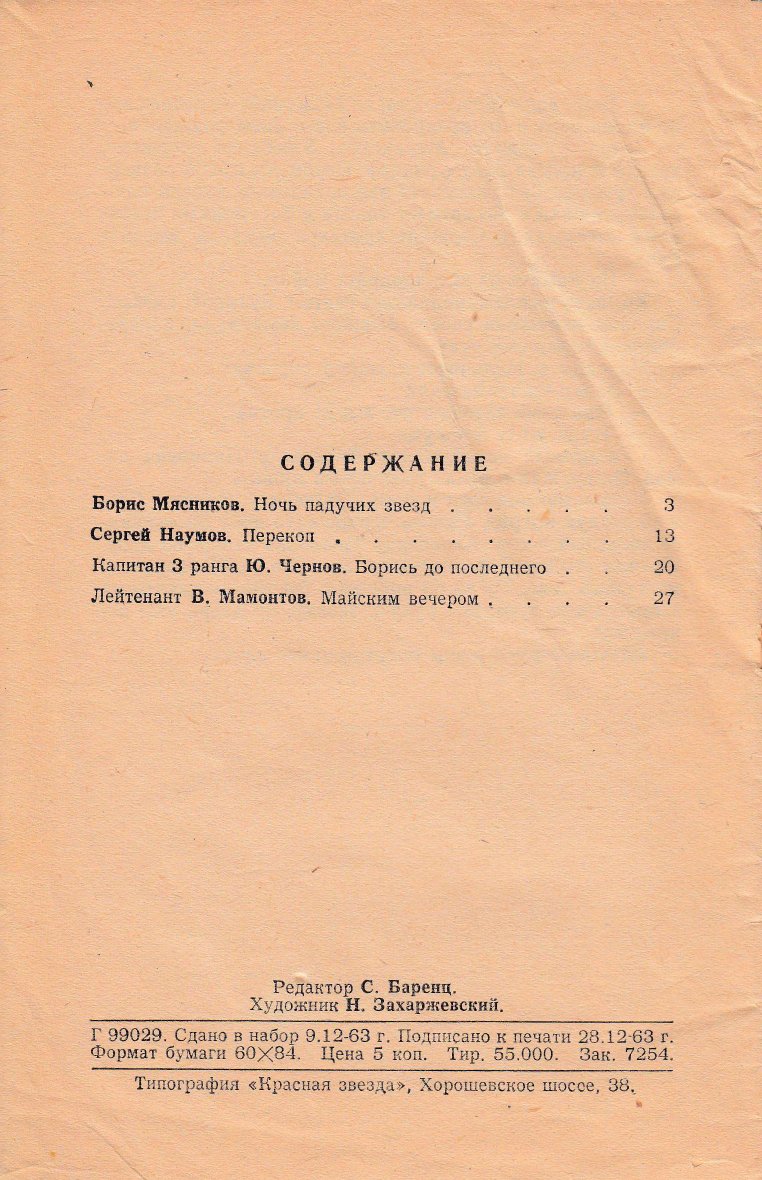 СОДЕРЖАНИЕ
Борис Мясников. Ночь падучих звезд . . . . . 3
Сергей Наумов. Перекоп . . . . . . . . 13
Капитан 3 ранга Ю. Чернов. Борись до последнего . . 20
Лейтенант В. Мамонтов. Майским вечером . . . . 27
Редактор С. Баренц.
Художник Н. Захаржевский.
Г 99029. Сдано в набор 9.12-63 г. Подписано к печати 28.12-63 г.
Формат бумаги 60×84. Цена 5 коп. Тир. 55.000. Зак. 7254.
Типография «Красная звезда», Хорошевское шоссе, 38.